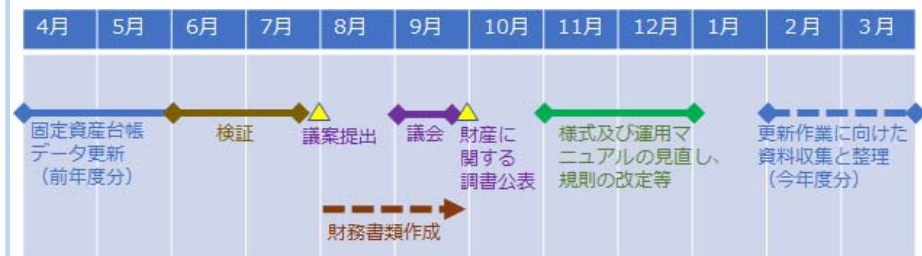 4月 5月 6月 7月 8月 9月 10月 11月 12月 1月 2月 3月
固定資産台帳
データ更新
（前年度分）
検証
議案提出
議会
財産に
関する
調書公表
様式及び運用マ
ニュアルの見直し、
規則の改定等
更新作業に向けた
資料収集と整理
（今年度分）
財務書類作成